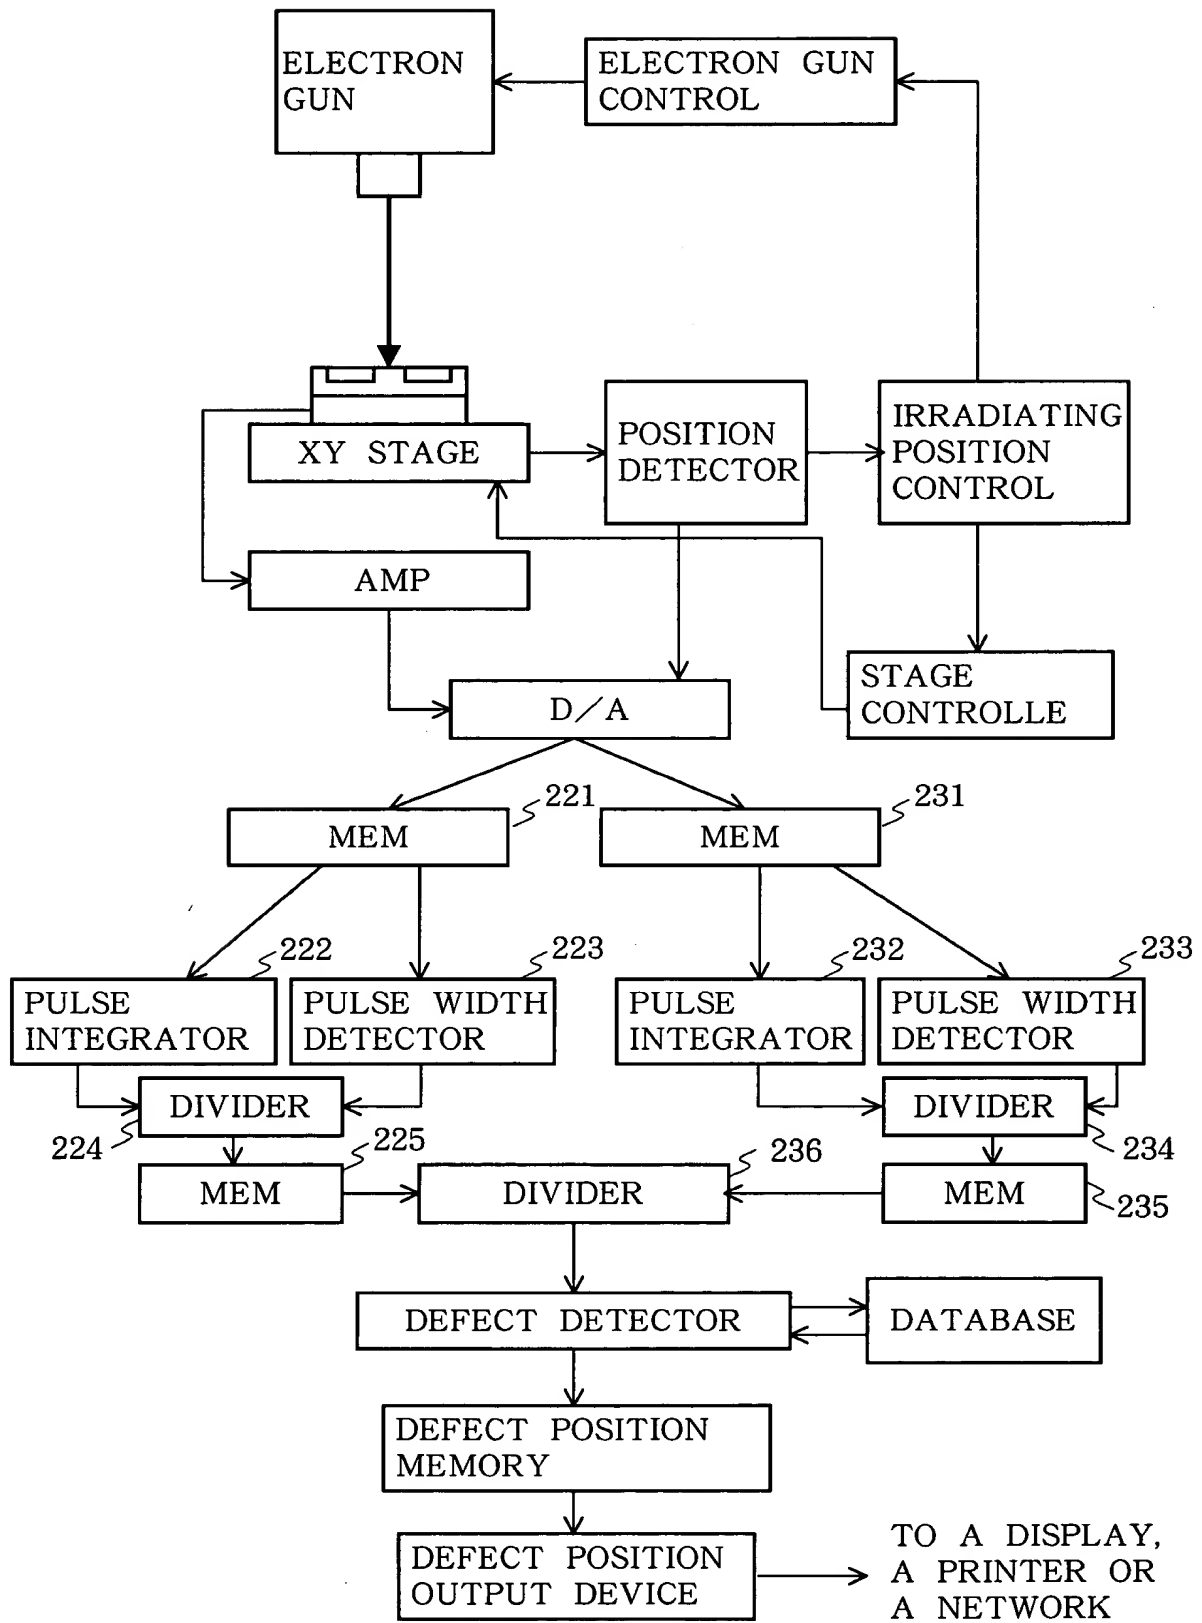 ELECTRON
GUN
ELECTRON GUN
CONTROL
XY STAGE
POSITION
DETECTOR
IRRADIATING
POSITION
CONTROL
AMP
STAGE
CONTROLLE
D/A
221
231
MEM
MEM
222
223
232
233
PULSE
INTEGRATOR
PULSE WIDTH
DETECTOR
PULSE
INTEGRATOR
PULSE WIDTH
DETECTOR
DIVIDER
DIVIDER
224
225
236
234
MEM
DIVIDER
MEM
235
DEFECT DETECTOR
DATABASE
DEFECT POSITION
MEMORY
DEFECT POSITION
OUTPUT DEVICE
TO A DISPLAY,
A PRINTER OR
A NETWORK